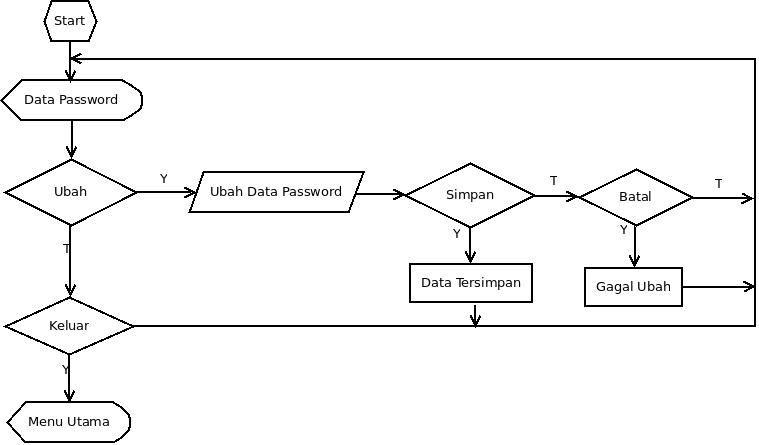 Start
Data Password
Ubah
Y
Ubah Data Password
Simpan
T
Batal
T
Y
Y
T
Data Tersimpan
Gagal Ubah
Keluar
Y
Menu Utama